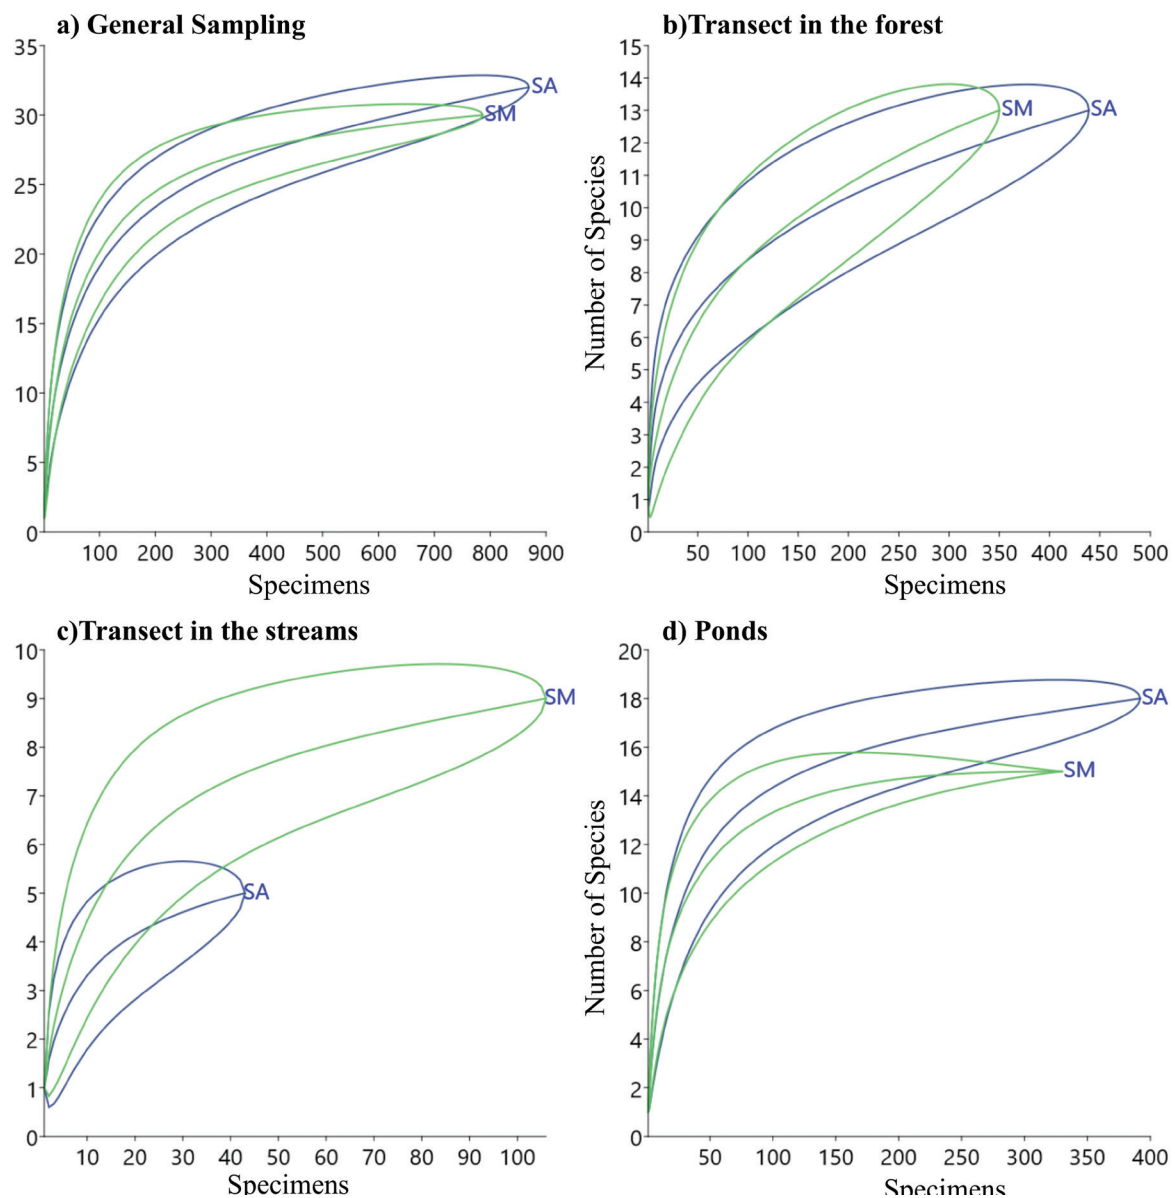 a) General Sampling
35
30
25
20
15
10
5
0
SA
SM
100 200 300 400 500 600 700 800 900
Specimens
b)Transect in the forest
Number of Species
15
14
13
12
11
10
9
8
7
6
5
4
3
2
1
0
SM SA
50 100 150 200 250 300 350 400 450 500
Specimens
c)Transect in the streams
10
9
8
7
6
5
4
3
2
1
0
SM
SA
10 20 30 40 50 60 70 80 90 100
Specimens
d) Ponds
Number of Species
20
18
16
14
12
10
8
6
4
2
0
SA
SM
50 100 150 200 250 300 350 400
Specimens